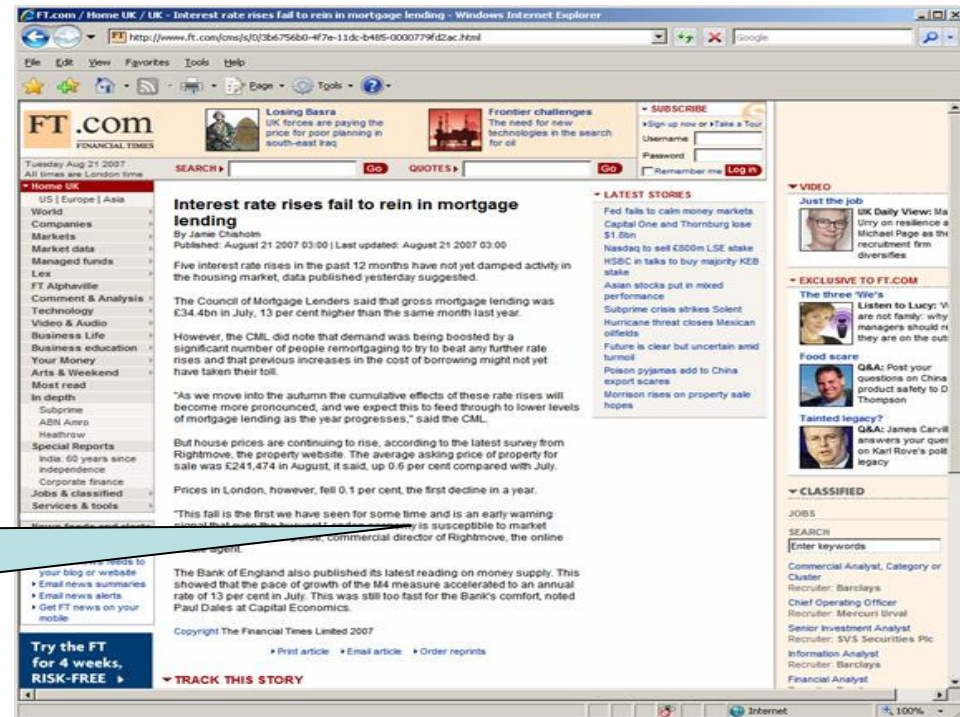 FT.com / Home UK / UK - Interest rate rises fail to rein in mortgage lending - Windows Internet Explorer
http://www.ft.com/cms/s/0/3b6756b0-4f7e-11dc-b485-0000779fd2ac.html
Google
File Edit View Favorites Tools Help
Page Tools
FT.com
FINANCIAL TIMES
Losing Basra
UK forces are paying the
price for poor planning in
south-east Iraq
Frontier challenges
The need for new
technologies in the search
for oil
SUBSCRIBE
Sign up now or Take a Tour
Username
Password
Remember me Log in
Tuesday Aug 21 2007
All times are London time
SEARCH Go QUOTES Go
Home UK
US | Europe | Asia
World
Companies
Markets
Market data
Managed funds
Lex
FT Alphaville
Comment & Analysis
Technology
Video & Audio
Business Life
Business education
Your Money
Arts & Weekend
Most read
In depth
Subprime
ABN Amro
Heathrow
Special Reports
India: 60 years since
independence
Corporate finance
Jobs & classified
Services & tools
News feeds and alerts
your blog or website
Email news summaries
Email news alerts
Get FT news on your
mobile
Try the FT
for 4 weeks,
RISK-FREE
Interest rate rises fail to rein in mortgage
lending
By Jamie Chisholm
Published: August 21 2007 03:00 | Last updated: August 21 2007 03:00
Five interest rate rises in the past 12 months have not yet damped activity in
the housing market, data published yesterday suggested.
The Council of Mortgage Lenders said that gross mortgage lending was
£34.4bn in July, 13 per cent higher than the same month last year.
However, the CML did note that demand was being boosted by a
significant number of people remortgaging to try to beat any further rate
rises and that previous increases in the cost of borrowing might not yet
have taken their toll.
"As we move into the autumn the cumulative effects of these rate rises will
become more pronounced, and we expect this to feed through to lower levels
of mortgage lending as the year progresses," said the CML.
But house prices are continuing to rise, according to the latest survey from
Rightmove, the property website. The average asking price of property for
sale was £241,474 in August, it said, up 0.6 per cent compared with July.
Prices in London, however, fell 0.1 per cent, the first decline in a year.
"This fall is the first we have seen for some time and is an early warning
signal that even the London economy is susceptible to market
commercial director of Rightmove, the online
agent.
The Bank of England also published its latest reading on money supply. This
showed that the pace of growth of the M4 measure accelerated to an annual
rate of 13 per cent in July. This was still too fast for the Bank's comfort, noted
Paul Dales at Capital Economics.
Copyright The Financial Times Limited 2007
Print article Email article Order reprints
TRACK THIS STORY
LATEST STORIES
Fed fails to calm money markets
Capital One and Thornburg lose
$1.8bn
Nasdaq to sell £800m LSE stake
HSBC in talks to buy majority KEB
stake
Asian stocks put in mixed
performance
Subprime crisis strikes Solent
Hurricane threat closes Mexican
oilfields
Future is clear but uncertain amid
turmoil
Poison pyjamas add to China
export scares
Morrison rises on property sale
hopes
VIDEO
Just the job
UK Daily View: Ma
Urry on resilience a
Michael Page as the
recruitment firm
diversifies
EXCLUSIVE TO FT.COM
The three 'We's
Listen to Lucy:
are not family: why
managers should re
they are on the out
Food scare
Q&A: Post your
questions on China
product safety to D
Thompson
Tainted legacy?
Q&A: James Carvill
answers your ques
on Karl Rove's polit
legacy
CLASSIFIED
JOBS
SEARCH
Enter keywords
Commercial Analyst, Category or
Cluster
Recruiter: Barclays
Chief Operating Officer
Recruiter: Mercuri Urval
Senior Investment Analyst
Recruiter: SVS Securities Plc
Information Analyst
Recruiter: Barclays
Financial Analyst
Internet 100%